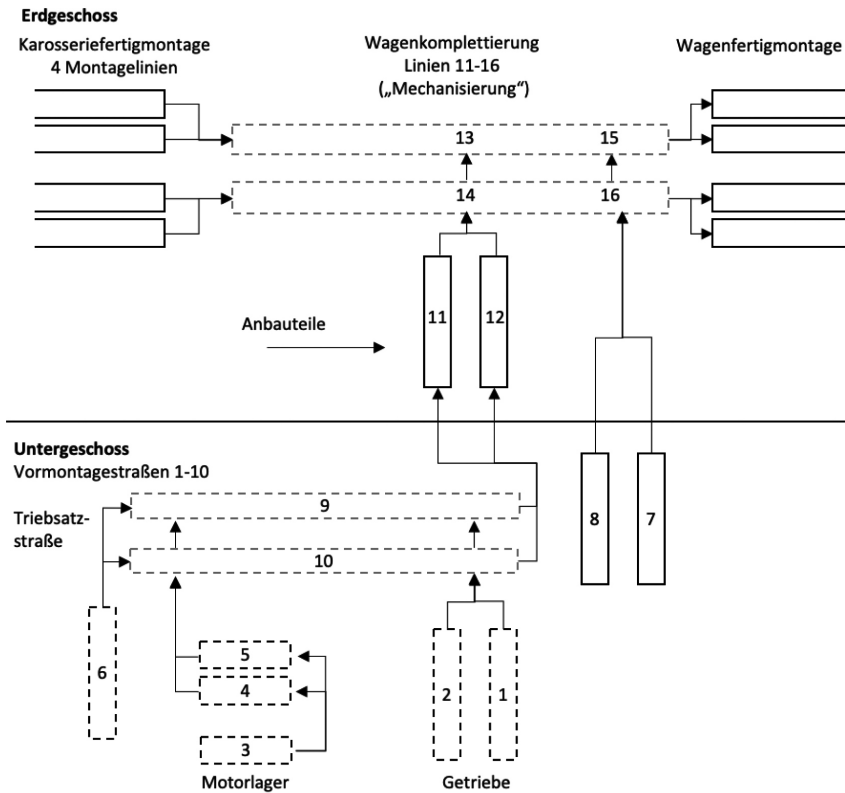 Erdgeschoss
Karosseriefertigmontage
4 Montagelinien
Wagenkomplettierung
Linien 11-16
(„Mechanisierung“)
Wagenfertigmontage
13
15
14
16
11
12
Anbauteile
Untergeschoss
Vormontagestraßen 1-10
Triebsatz-
straße
9
10
8
7
6
5
4
3
2
1
Motorlager
Getriebe